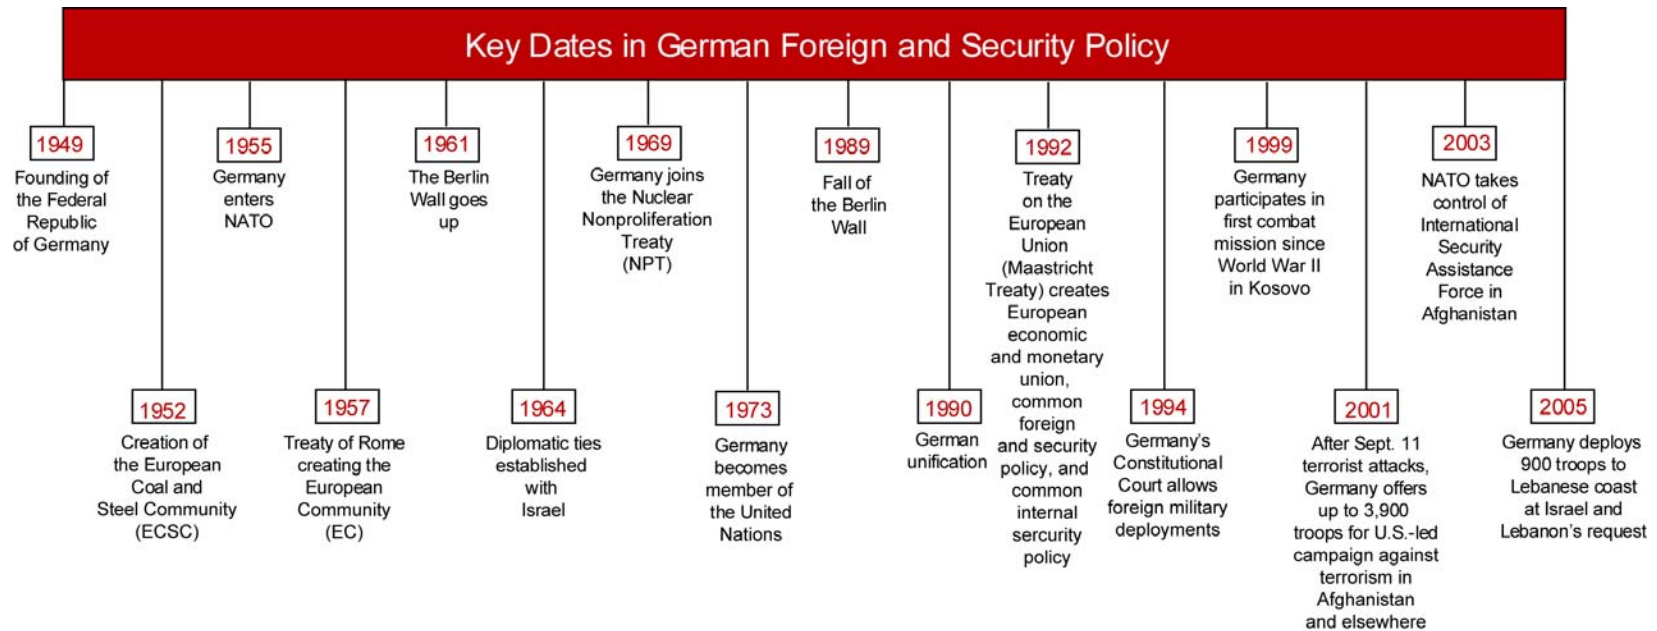 Key Dates in German Foreign and Security Policy
1949
Founding of
the Federal
Republic
of Germany
1952
Creation of
the European
Coal and
Steel Community
(ECSC)
1955
Germany
enters
NATO
1957
Treaty of Rome
creating the
European
Community
(EC)
1961
The Berlin
Wall goes
up
1964
Diplomatic ties
established
with
Israel
1969
Germany joins
the Nuclear
Nonproliferation
Treaty
(NPT)
1973
Germany
becomes
member of
the United
Nations
1989
Fall of
the Berlin
Wall
1990
German
unification
1992
Treaty
on the
European
Union
(Maastricht
Treaty) creates
European
economic
and monetary
union,
common
foreign
and security
policy, and
common
internal
sercurity
policy
1994
Germany's
Constitutional
Court allows
foreign military
deployments
1999
Germany
participates in
first combat
mission since
World War II
in Kosovo
2001
After Sept. 11
terrorist attacks,
Germany offers
up to 3,900
troops for U.S.-led
campaign against
terrorism in
Afghanistan
and elsewhere
2003
NATO takes
control of
International
Security
Assistance
Force in
Afghanistan
2005
Germany deploys
900 troops to
Lebanese coast
at Israel and
Lebanon's request